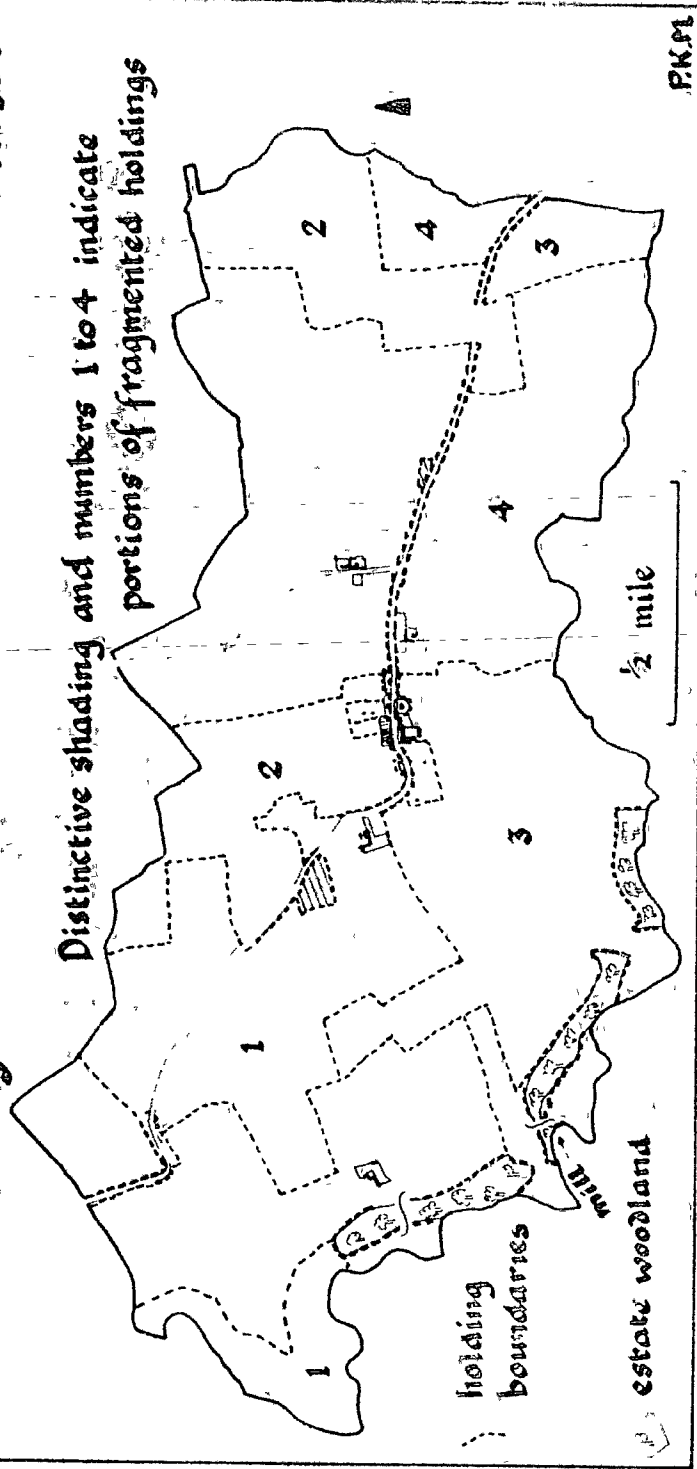 Distinctive shading and numbers 1 to 4 indicate
portions of fragmented holdings
2
4
3
2
4
1
3
1
mill
½ mile
holding
boundaries
estate woodland
P.K.M